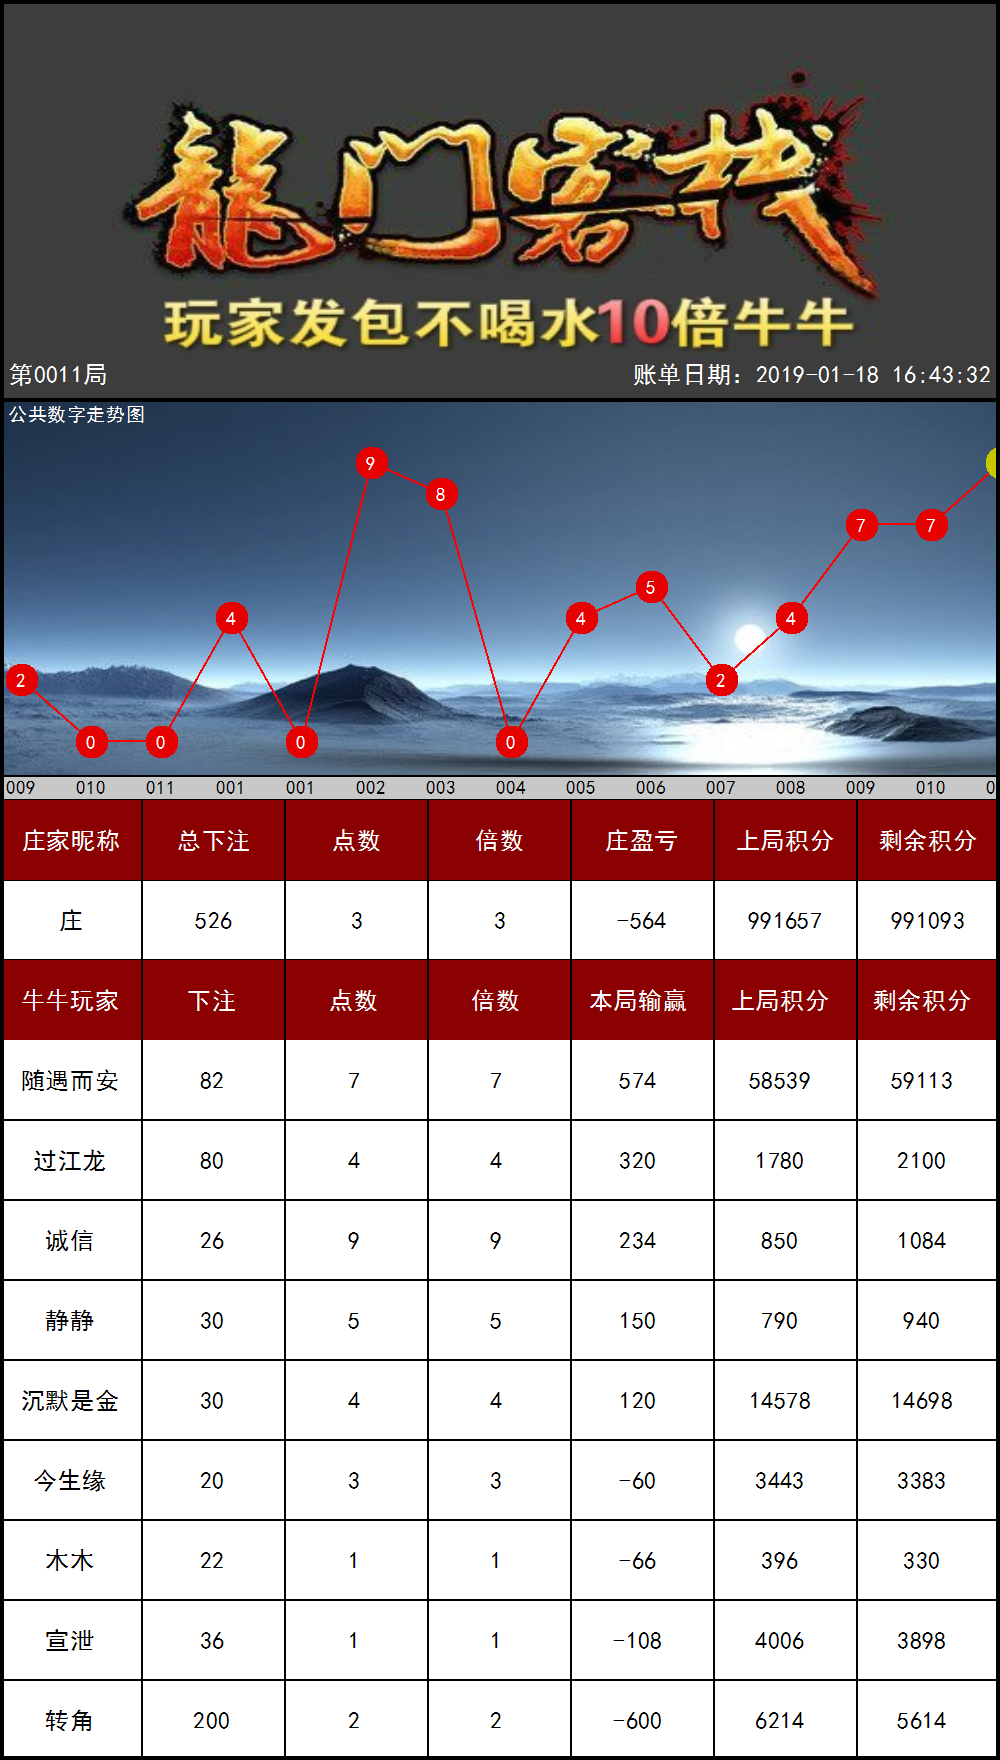 龍门客栈
玩家发包不喝水10倍牛牛
第0011局 账单日期：2019-01-18 16:43:32
公共数字走势图
9
8
7 7
5
4 4 4
2 2
0 0 0 0
009 010 011 001 001 002 003 004 005 006 007 008 009 010 0
庄家昵称 总下注 点数 倍数 庄盈亏 上局积分 剩余积分
庄 526 3 3 -564 991657 991093
牛牛玩家 下注 点数 倍数 本局输赢 上局积分 剩余积分
随遇而安 82 7 7 574 58539 59113
过江龙 80 4 4 320 1780 2100
诚信 26 9 9 234 850 1084
静静 30 5 5 150 790 940
沉默是金 30 4 4 120 14578 14698
今生缘 20 3 3 -60 3443 3383
木木 22 1 1 -66 396 330
宣泄 36 1 1 -108 4006 3898
转角 200 2 2 -600 6214 5614